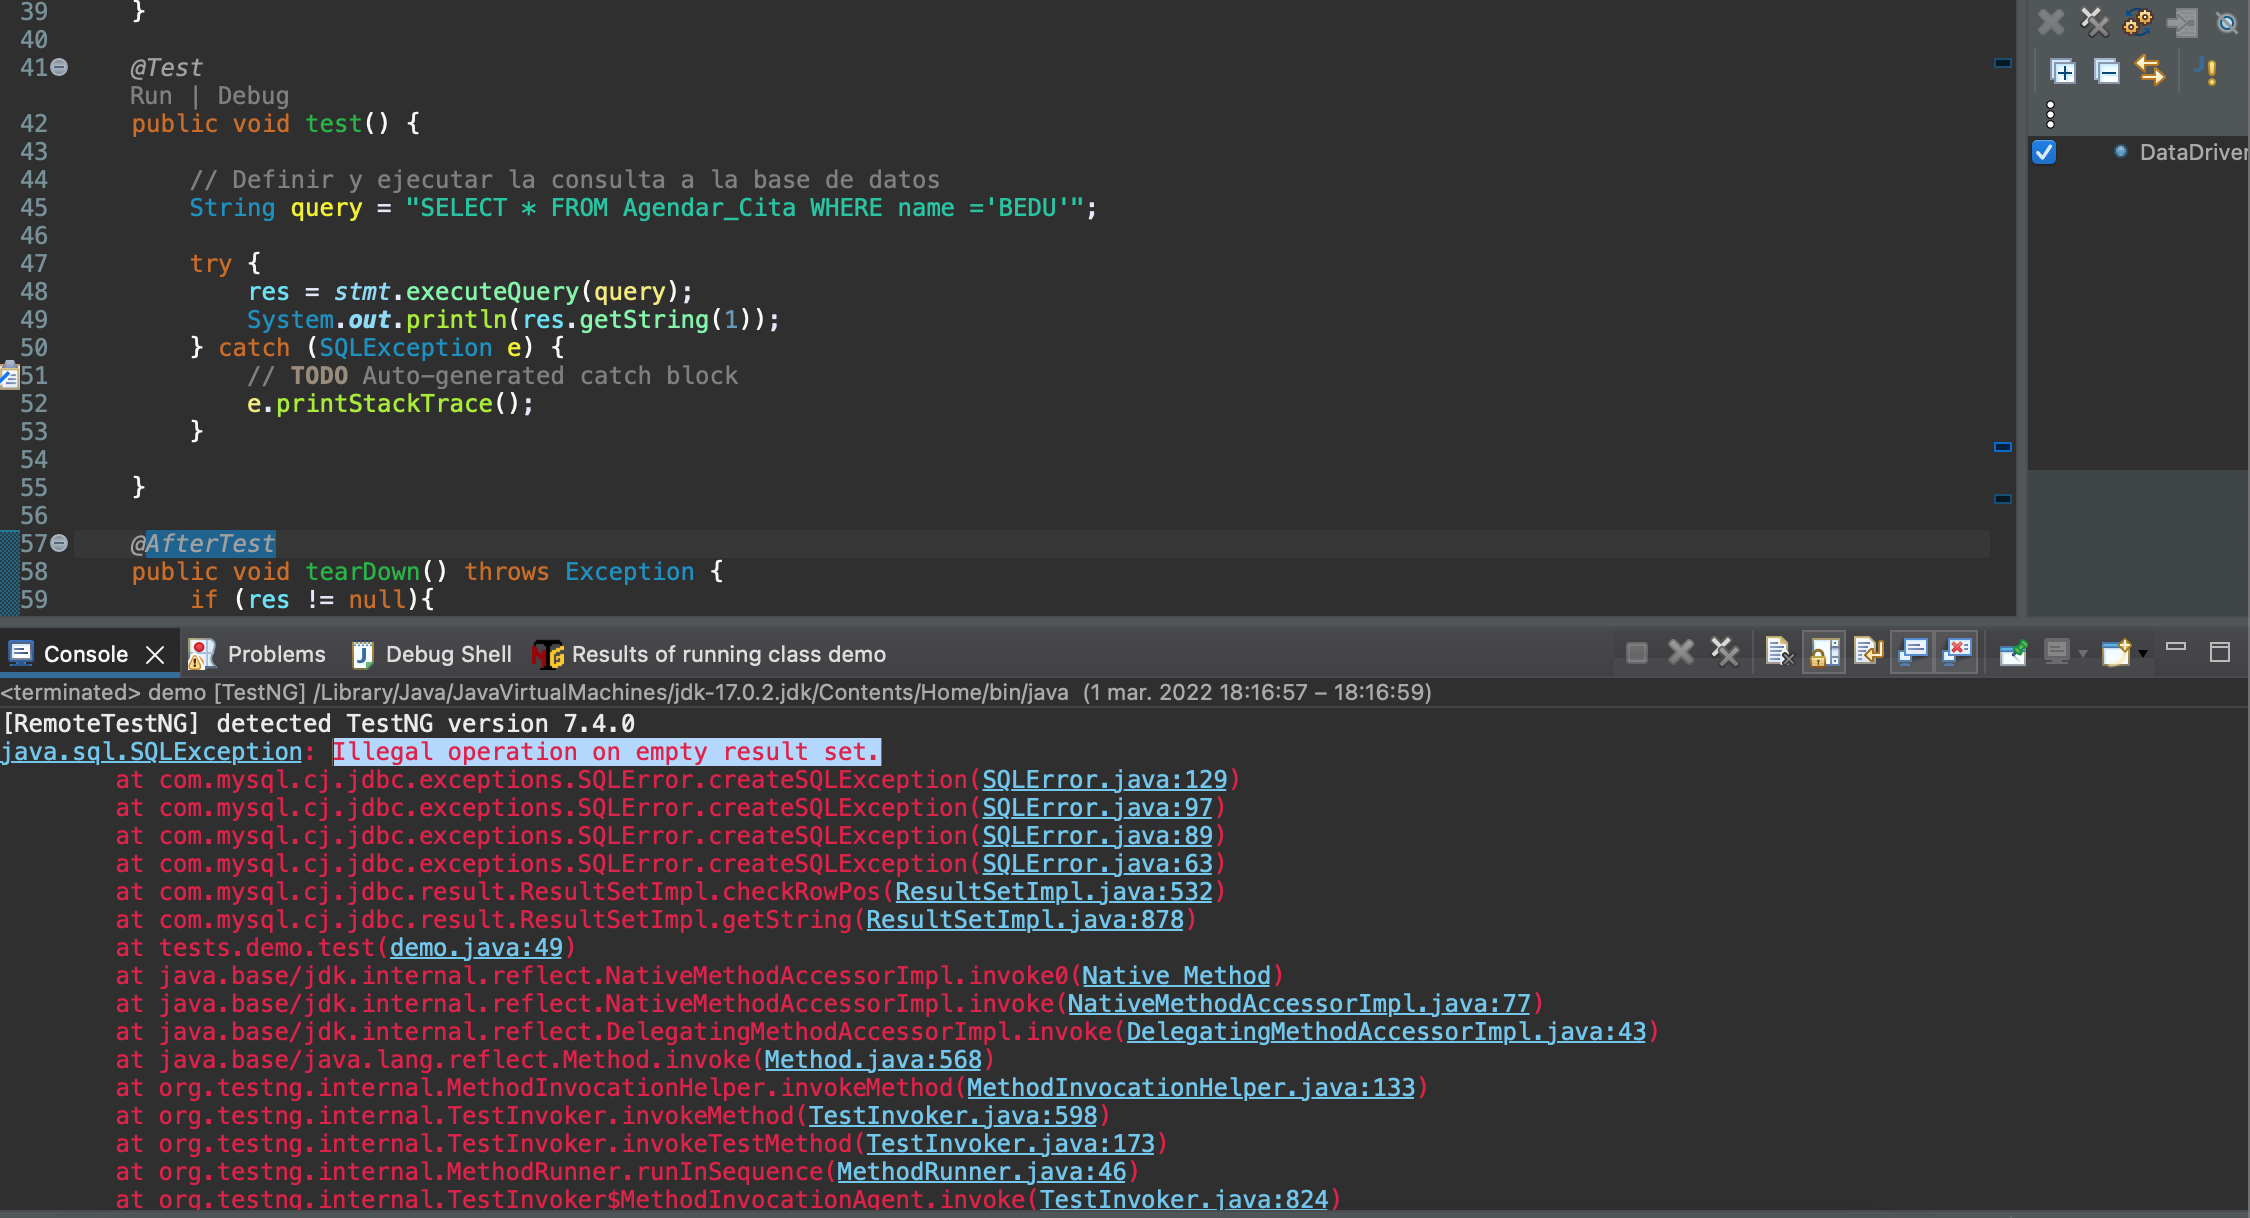 39 }
40
41 @Test
Run | Debug
42 public void test() {
43
44 // Definir y ejecutar la consulta a la base de datos
45 String query = "SELECT * FROM Agendar_Cita WHERE name ='BEDU'";
46
47 try {
48 res = stmt.executeQuery(query);
49 System.out.println(res.getString(1));
50 } catch (SQLException e) {
51 // TODO Auto-generated catch block
52 e.printStackTrace();
53 }
54
55 }
56
57 @AfterTest
58 public void tearDown() throws Exception {
59 if (res != null){
DataDriver
Console Problems Debug Shell Results of running class demo
<terminated> demo [TestNG] /Library/Java/JavaVirtualMachines/jdk-17.0.2.jdk/Contents/Home/bin/java (1 mar. 2022 18:16:57 – 18:16:59)
[RemoteTestNG] detected TestNG version 7.4.0
java.sql.SQLException: Illegal operation on empty result set.
at com.mysql.cj.jdbc.exceptions.SQLError.createSQLException(SQLError.java:129)
at com.mysql.cj.jdbc.exceptions.SQLError.createSQLException(SQLError.java:97)
at com.mysql.cj.jdbc.exceptions.SQLError.createSQLException(SQLError.java:89)
at com.mysql.cj.jdbc.exceptions.SQLError.createSQLException(SQLError.java:63)
at com.mysql.cj.jdbc.result.ResultSetImpl.checkRowPos(ResultSetImpl.java:532)
at com.mysql.cj.jdbc.result.ResultSetImpl.getString(ResultSetImpl.java:878)
at tests.demo.test(demo.java:49)
at java.base/jdk.internal.reflect.NativeMethodAccessorImpl.invoke0(Native Method)
at java.base/jdk.internal.reflect.NativeMethodAccessorImpl.invoke(NativeMethodAccessorImpl.java:77)
at java.base/jdk.internal.reflect.DelegatingMethodAccessorImpl.invoke(DelegatingMethodAccessorImpl.java:43)
at java.base/java.lang.reflect.Method.invoke(Method.java:568)
at org.testng.internal.MethodInvocationHelper.invokeMethod(MethodInvocationHelper.java:133)
at org.testng.internal.TestInvoker.invokeMethod(TestInvoker.java:598)
at org.testng.internal.TestInvoker.invokeTestMethod(TestInvoker.java:173)
at org.testng.internal.MethodRunner.runInSequence(MethodRunner.java:46)
at org.testng.internal.TestInvoker$MethodInvocationAgent.invoke(TestInvoker.java:824)